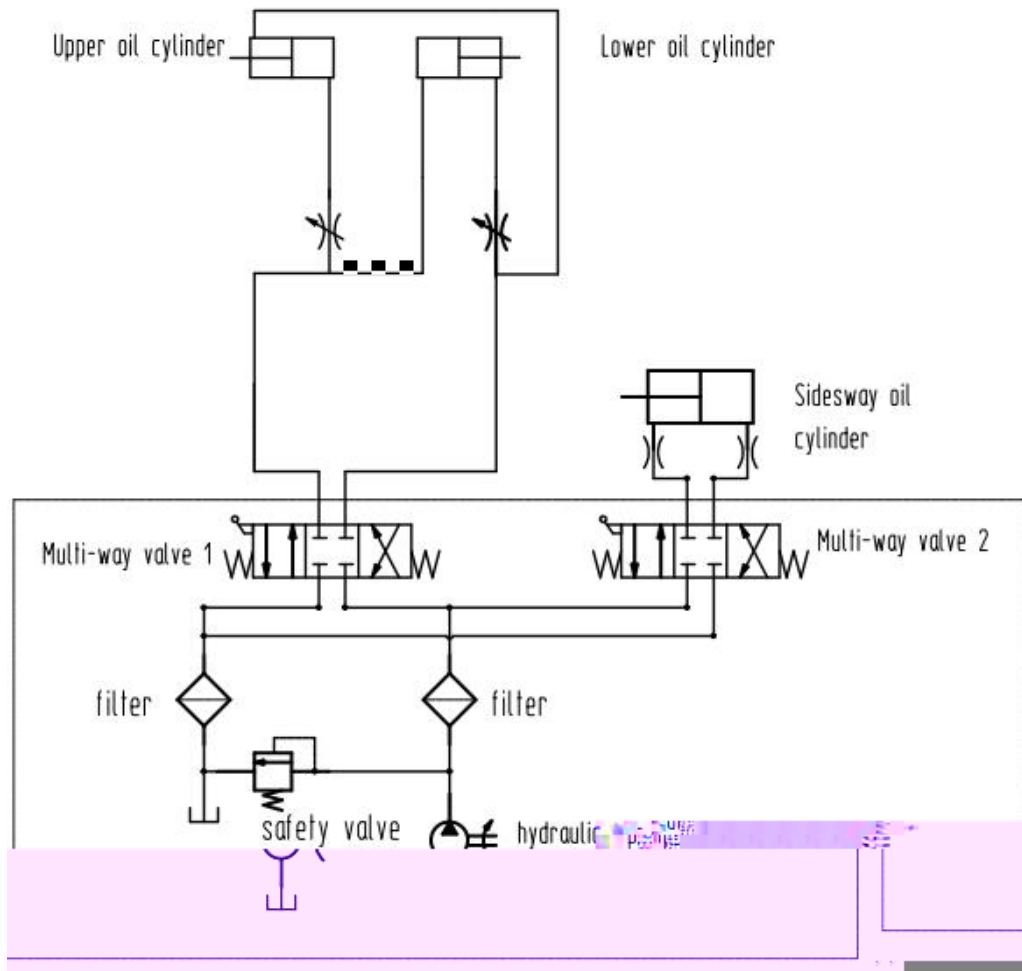 Upper oil cylinder
Lower oil cylinder
Sidesway oil
cylinder
Multi-way valve 1
Multi-way valve 2
filter
filter
safety valve
hydraulic